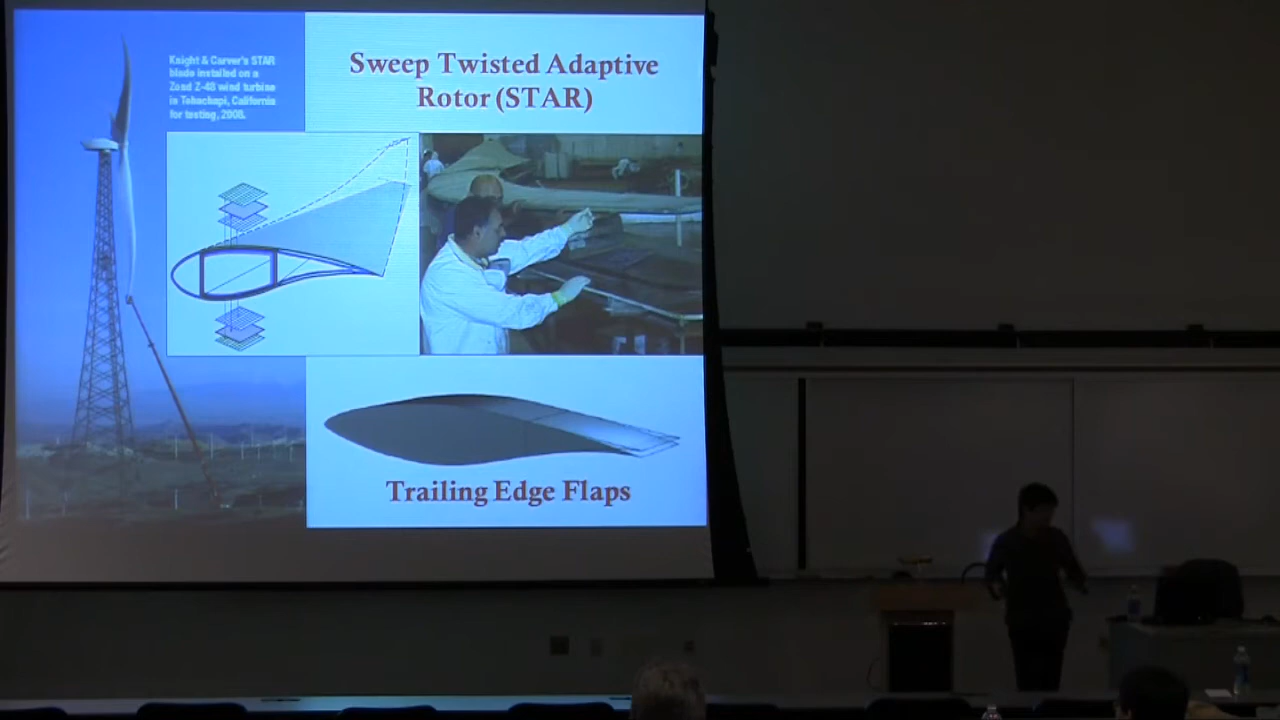 Knight & Carver's STAR
blade installed on a
Zond Z-48 wind turbine
in Tehachapi, California
for testing, 2008.
Sweep Twisted Adaptive
Rotor (STAR)
Trailing Edge Flaps